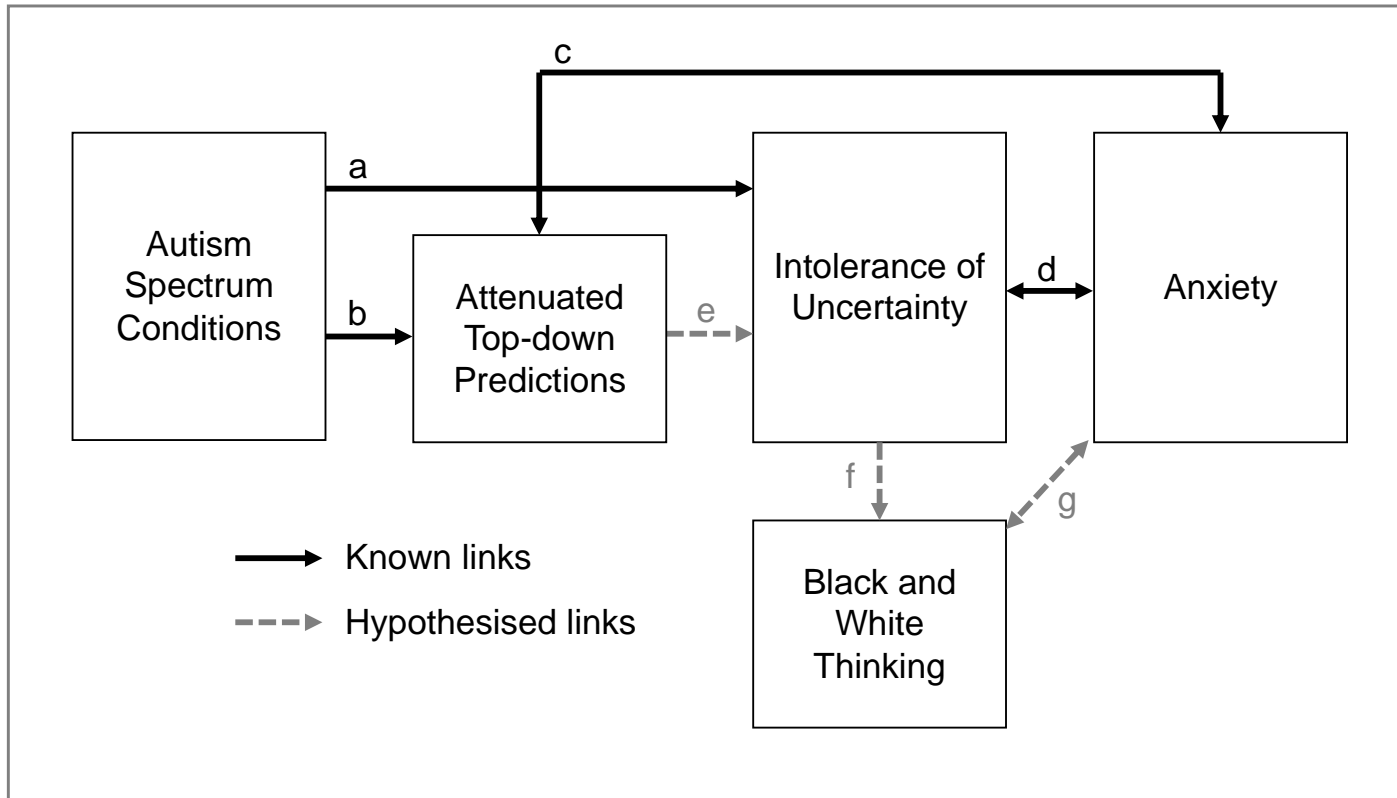 c
a
Autism
Spectrum
Conditions
b
Attenuated
Top-down
Predictions
e
Intolerance of
Uncertainty
d
Anxiety
f
g
Black and
White
Thinking
Known links
Hypothesised links